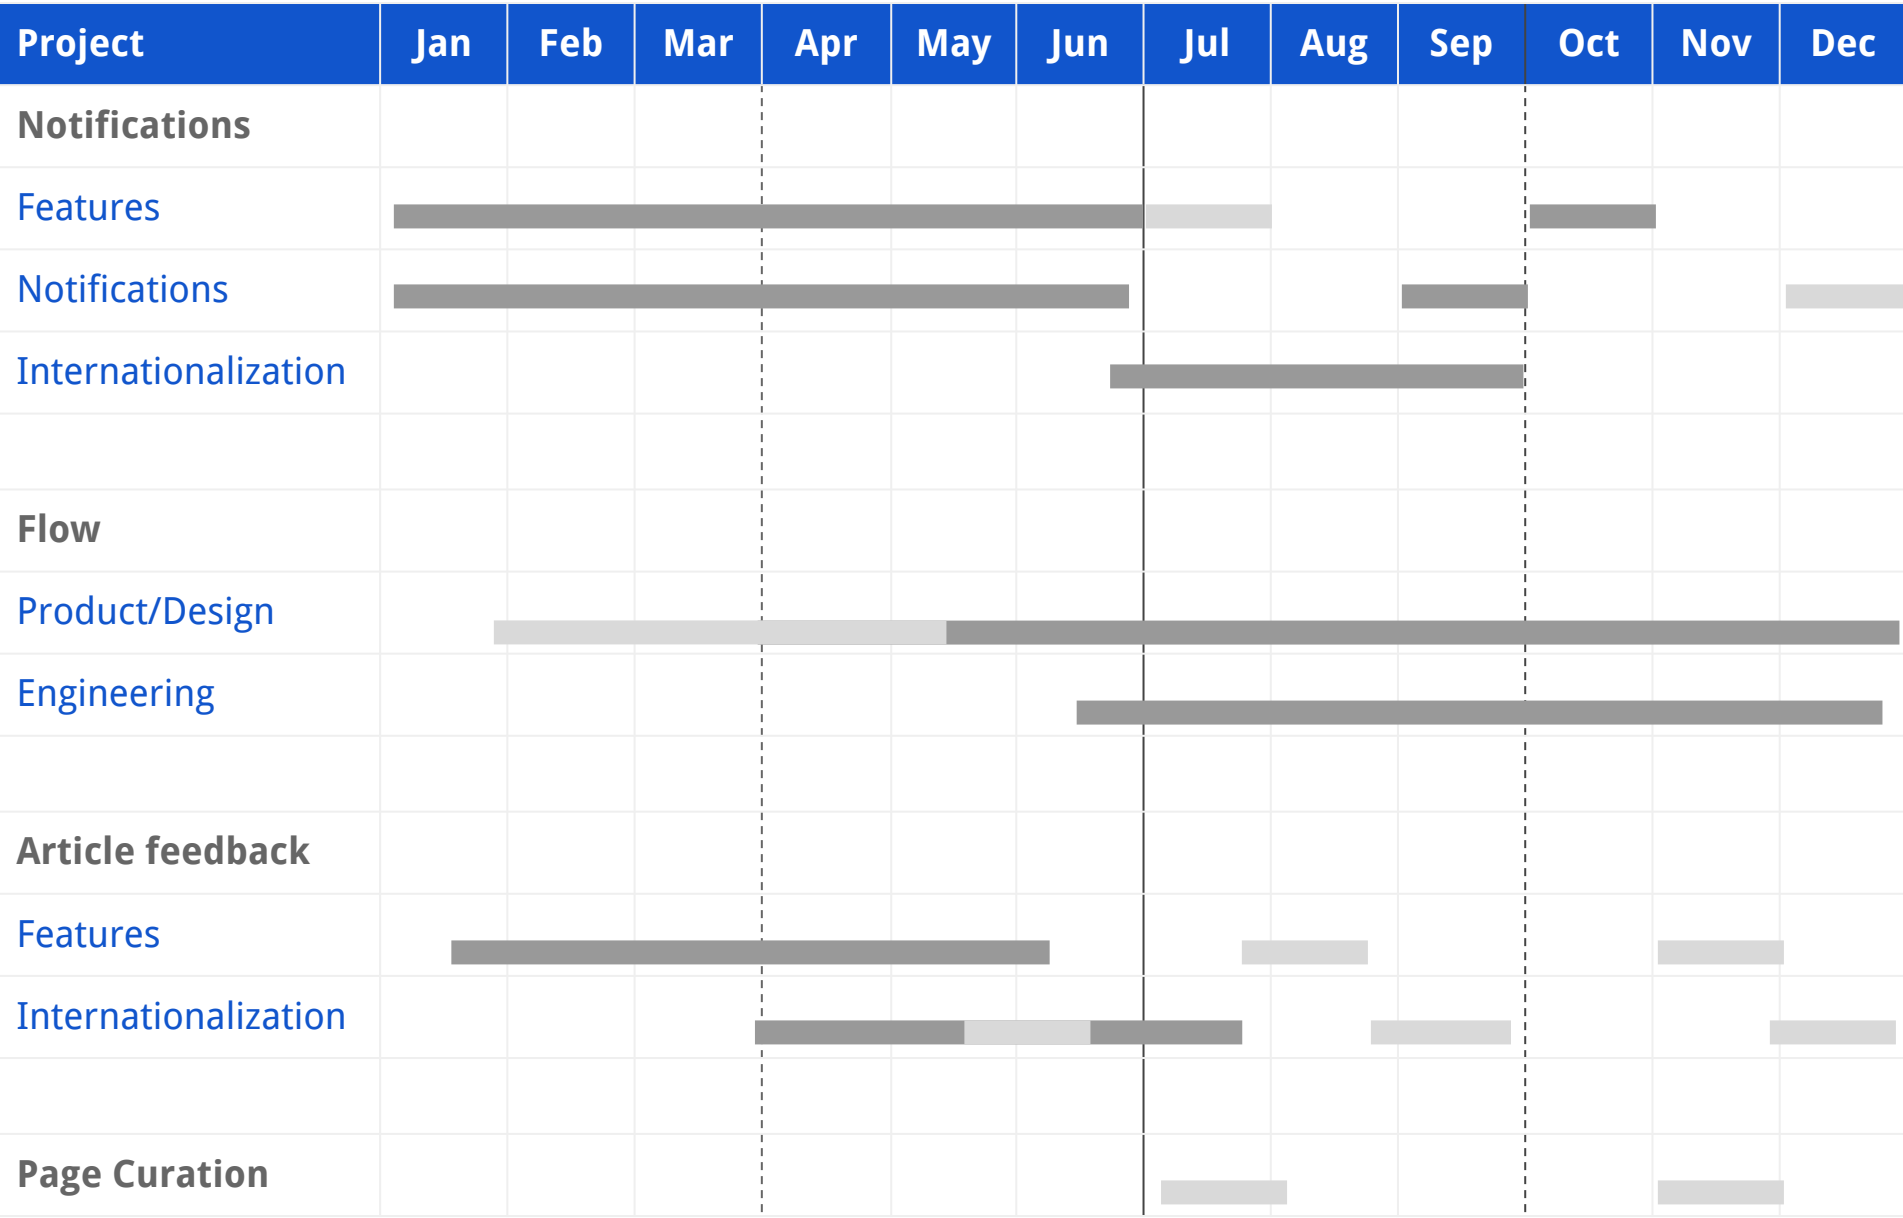 Project Jan Feb Mar Apr May Jun Jul Aug Sep Oct Nov Dec
Notifications
Features
Notifications
Internationalization
Flow
Product/Design
Engineering
Article feedback
Features
Internationalization
Page Curation